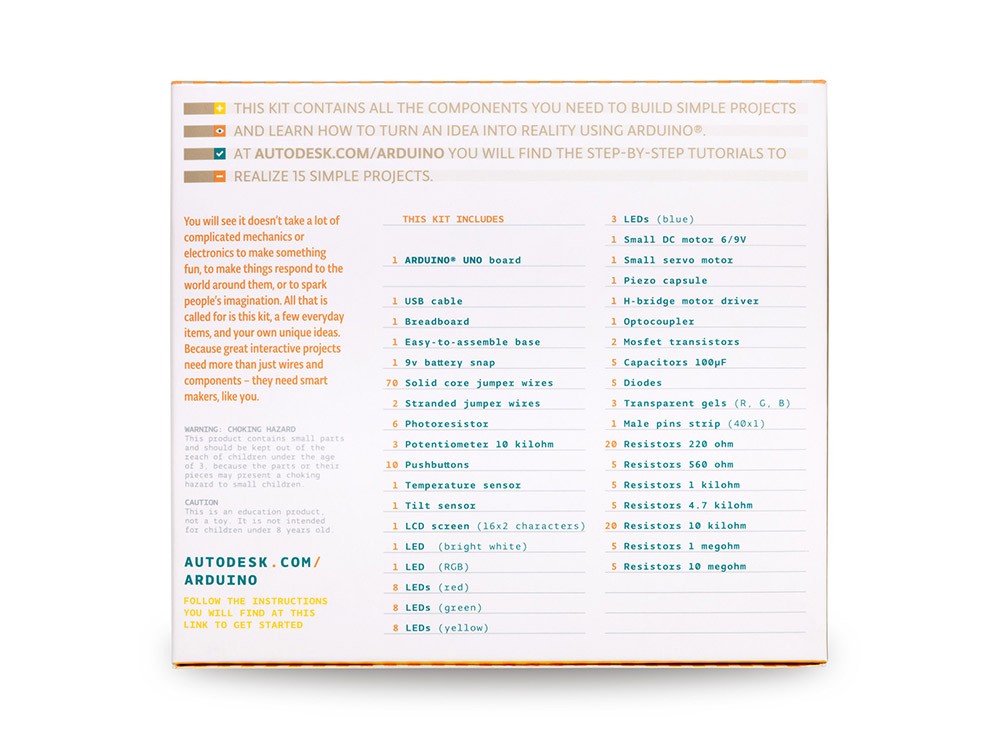 THIS KIT CONTAINS ALL THE COMPONENTS YOU NEED TO BUILD SIMPLE PROJECTS
AND LEARN HOW TO TURN AN IDEA INTO REALITY USING ARDUINO®.
AT AUTODESK.COM/ARDUINO YOU WILL FIND THE STEP-BY-STEP TUTORIALS TO
REALIZE 15 SIMPLE PROJECTS.
You will see it doesn't take a lot of
complicated mechanics or
electronics to make something
fun, to make things respond to the
world around them, or to spark
people's imagination. All that is
called for is this kit, a few everyday
items, and your own unique ideas.
Because great interactive projects
need more than just wires and
components – they need smart
makers, like you.
WARNING: CHOKING HAZARD
This product contains small parts
and should be kept out of the
reach of children under the age
of 3, because the parts or their
pieces may present a choking
hazard to small children.
CAUTION
This is an education product,
not a toy. It is not intended
for children under 8 years old.
AUTODESK.COM/
ARDUINO
FOLLOW THE INSTRUCTIONS
YOU WILL FIND AT THIS
LINK TO GET STARTED
THIS KIT INCLUDES
1 ARDUINO® UNO board
1 USB cable
1 Breadboard
1 Easy-to-assemble base
1 9v battery snap
70 Solid core jumper wires
2 Stranded jumper wires
6 Photoresistor
3 Potentiometer 10 kilohm
10 Pushbuttons
1 Temperature sensor
1 Tilt sensor
1 LCD screen (16x2 characters)
1 LED (bright white)
1 LED (RGB)
8 LEDs (red)
8 LEDs (green)
8 LEDs (yellow)
3 LEDs (blue)
1 Small DC motor 6/9V
1 Small servo motor
1 Piezo capsule
1 H-bridge motor driver
1 Optocoupler
2 Mosfet transistors
5 Capacitors 100µF
5 Diodes
3 Transparent gels (R, G, B)
1 Male pins strip (40x1)
20 Resistors 220 ohm
5 Resistors 560 ohm
5 Resistors 1 kilohm
5 Resistors 4.7 kilohm
20 Resistors 10 kilohm
5 Resistors 1 megohm
5 Resistors 10 megohm